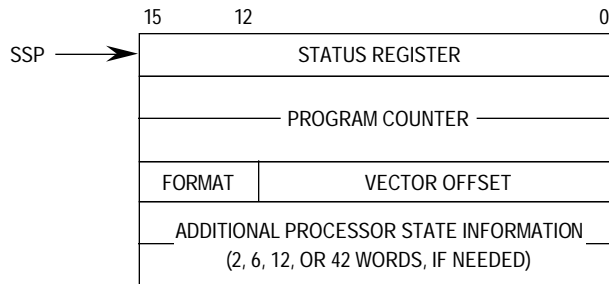 15 12 0
SSP STATUS REGISTER
PROGRAM COUNTER
FORMAT VECTOR OFFSET
ADDITIONAL PROCESSOR STATE INFORMATION
(2, 6, 12, OR 42 WORDS, IF NEEDED)